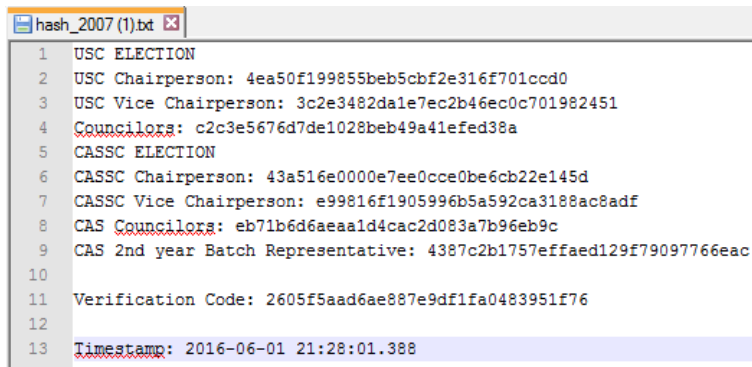 hash_2007 (1).txt
1 USC ELECTION
2 USC Chairperson: 4ea50f199855beb5cbf2e316f701ccd0
3 USC Vice Chairperson: 3c2e3482da1e7ec2b46ec0c701982451
4 Councilors: c2c3e5676d7de1028beb49a41efed38a
5 CASSC ELECTION
6 CASSC Chairperson: 43a516e0000e7ee0cce0be6cb22e145d
7 CASSC Vice Chairperson: e99816f1905996b5a592ca3188ac8adf
8 CAS Councilors: eb71b6d6aeaa1d4cac2d083a7b96eb9c
9 CAS 2nd year Batch Representative: 4387c2b1757effaed129f79097766eac
10
11 Verification Code: 2605f5aad6ae887e9df1fa0483951f76
12
13 Timestamp: 2016-06-01 21:28:01.388